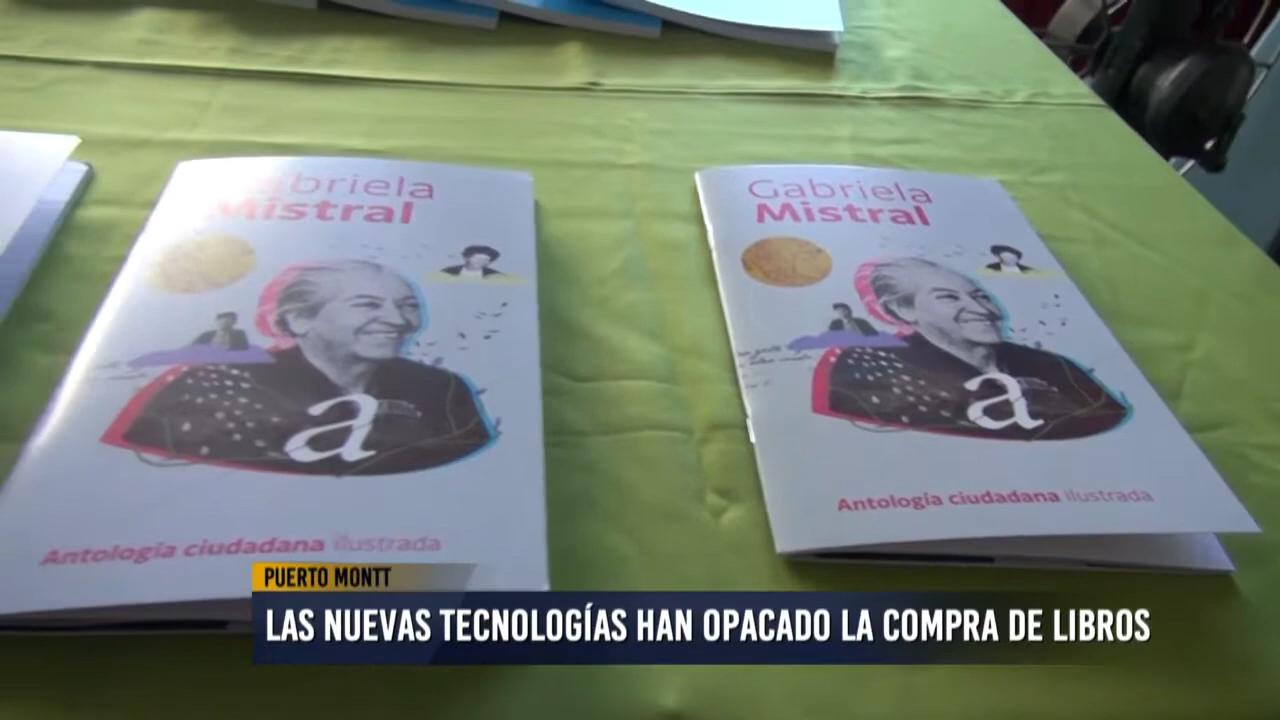 Gabriela
Mistral
a
Antología ciudadana ilustrada
Gabriela
Mistral
a
Antología ciudadana ilustrada
PUERTO MONTT
LAS NUEVAS TECNOLOGÍAS HAN OPACADO LA COMPRA DE LIBROS